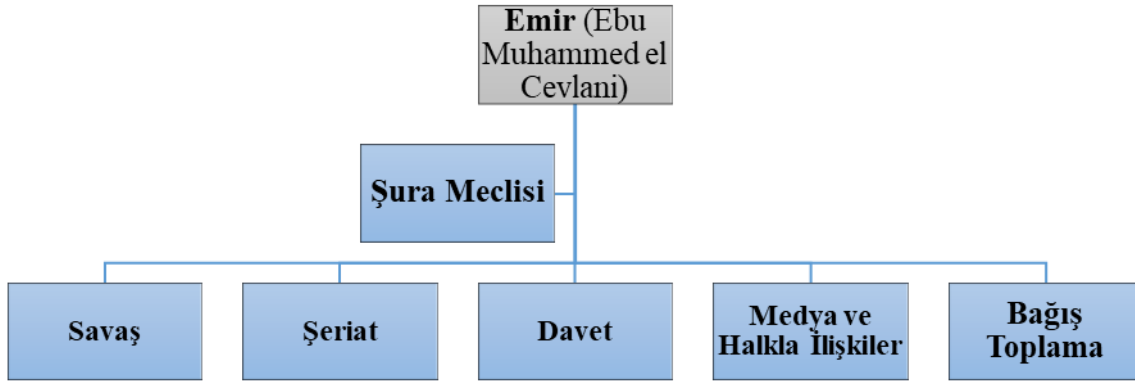 Emir (Ebu
Muhammed el
Cevlani)
Şura Meclisi
Savaş
Şeriat
Davet
Medya ve
Halkla İlişkiler
Bağış
Toplama